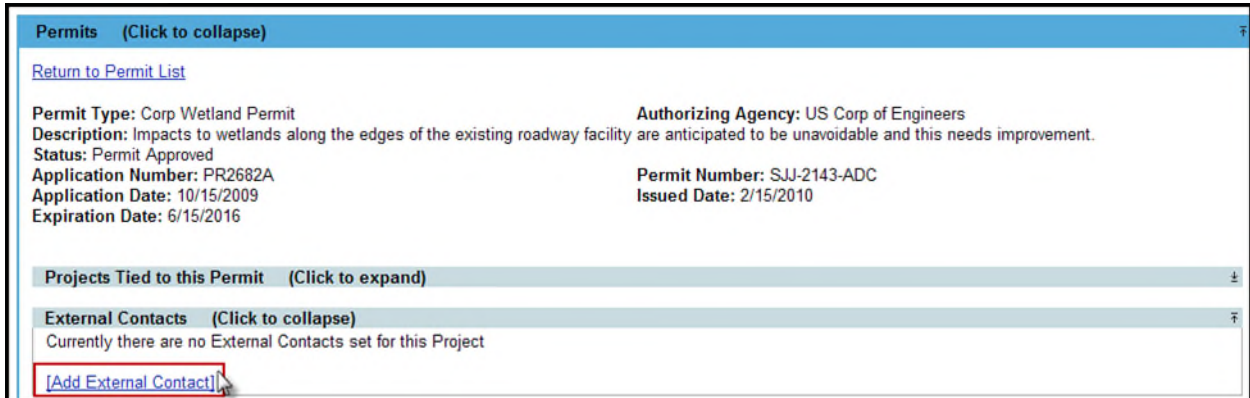 Permits (Click to collapse)
Return to Permit List
Permit Type: Corp Wetland Permit Authorizing Agency: US Corp of Engineers
Description: Impacts to wetlands along the edges of the existing roadway facility are anticipated to be unavoidable and this needs improvement.
Status: Permit Approved
Application Number: PR2682A Permit Number: SJJ-2143-ADC
Application Date: 10/15/2009 Issued Date: 2/15/2010
Expiration Date: 6/15/2016
Projects Tied to this Permit (Click to expand)
External Contacts (Click to collapse)
Currently there are no External Contacts set for this Project
[Add External Contact]